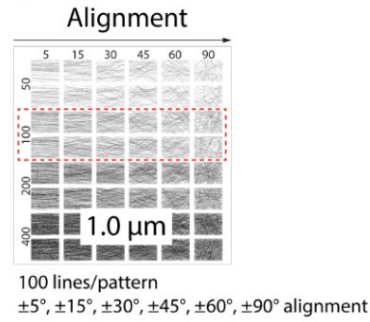 Alignment
5 15 30 45 60 90
50
100
200
400
1.0 µm
100 lines/pattern
±5°, ±15°, ±30°, ±45°, ±60°, ±90° alignment